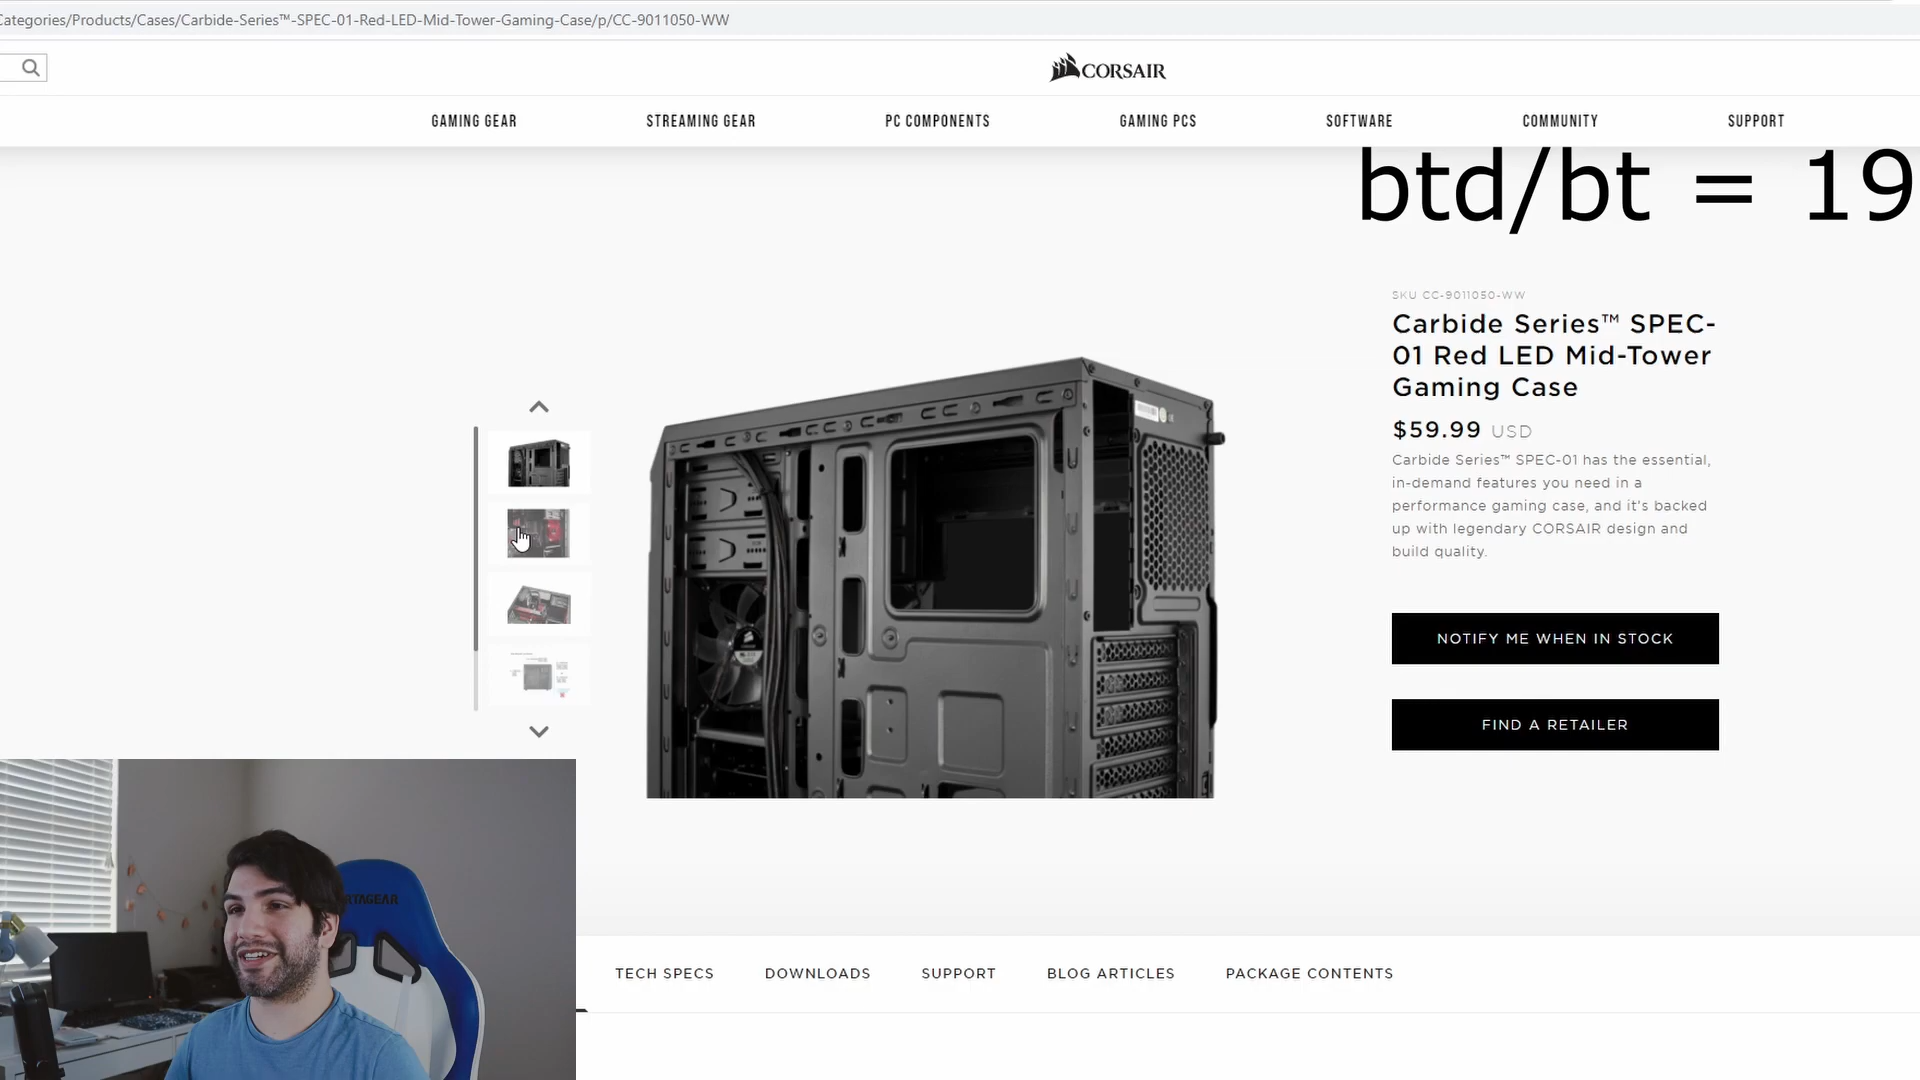 Categories/Products/Cases/Carbide-Series™-SPEC-01-Red-LED-Mid-Tower-Gaming-Case/p/CC-9011050-WW
CORSAIR
GAMING GEAR
STREAMING GEAR
PC COMPONENTS
GAMING PCS
SOFTWARE
COMMUNITY
SUPPORT
btd/bt = 19
SKU CC-9011050-WW
Carbide Series™ SPEC-
01 Red LED Mid-Tower
Gaming Case
$59.99 USD
Carbide Series™ SPEC-01 has the essential,
in-demand features you need in a
performance gaming case, and it's backed
up with legendary CORSAIR design and
build quality.
NOTIFY ME WHEN IN STOCK
FIND A RETAILER
RTAGEAR
TECH SPECS
DOWNLOADS
SUPPORT
BLOG ARTICLES
PACKAGE CONTENTS